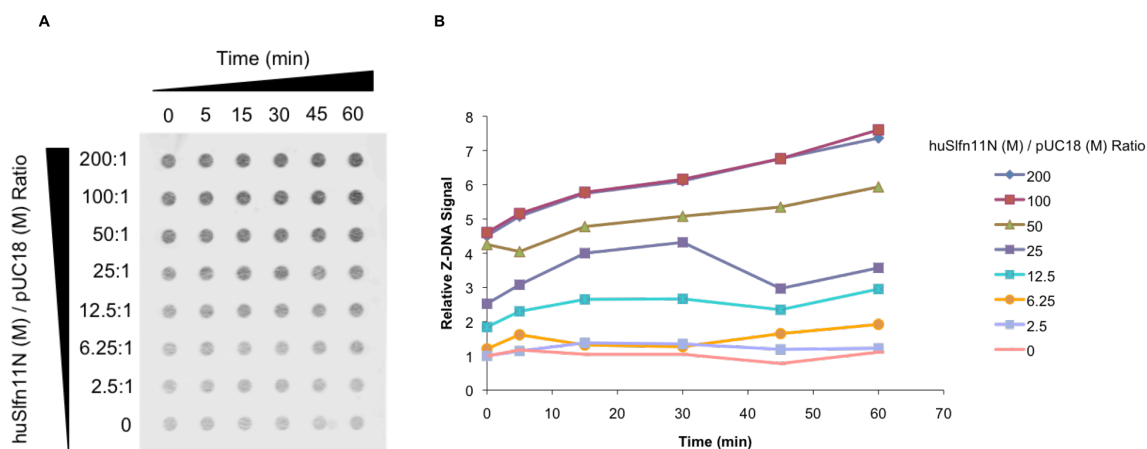 A
Time (min)
0 5 15 30 45 60
huSlfn11N (M) / pUC18 (M) Ratio
200:1
100:1
50:1
25:1
12.5:1
6.25:1
2.5:1
0
B
Relative Z-DNA Signal
8
7
6
5
4
3
2
1
0
0 10 20 30 40 50 60 70
Time (min)
huSlfn11N (M) / pUC18 (M) Ratio
200
100
50
25
12.5
6.25
2.5
0